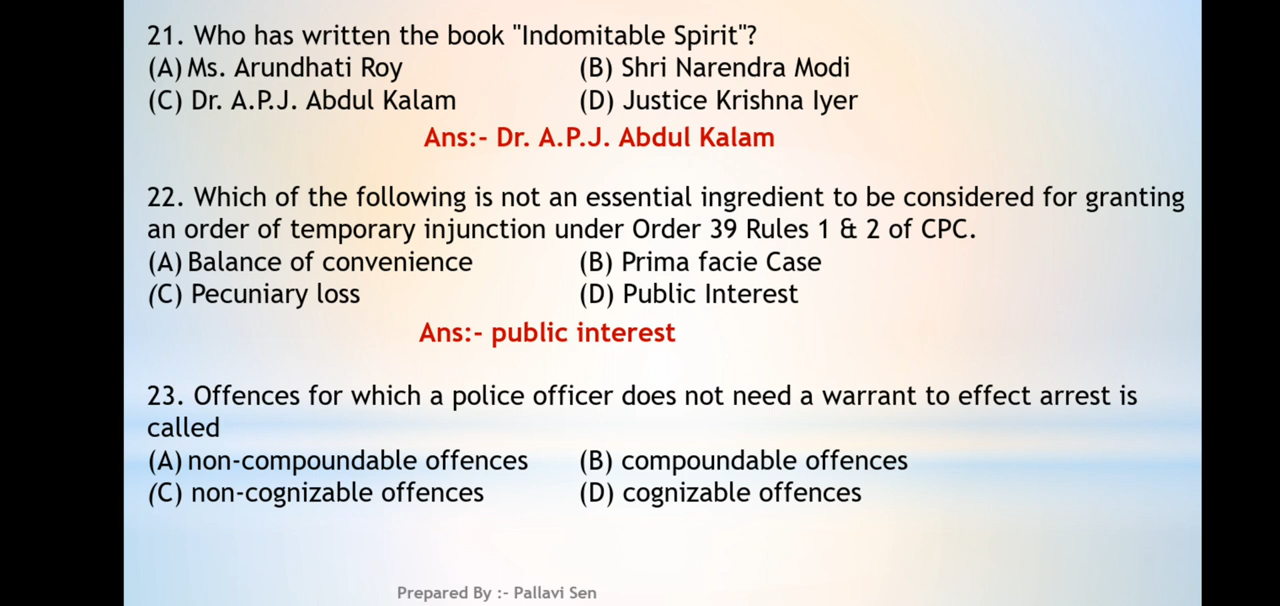 21. Who has written the book "Indomitable Spirit"?
(A) Ms. Arundhati Roy (B) Shri Narendra Modi
(C) Dr. A.P.J. Abdul Kalam (D) Justice Krishna Iyer
Ans:- Dr. A.P.J. Abdul Kalam
22. Which of the following is not an essential ingredient to be considered for granting
an order of temporary injunction under Order 39 Rules 1 & 2 of CPC.
(A) Balance of convenience (B) Prima facie Case
(C) Pecuniary loss (D) Public Interest
Ans:- public interest
23. Offences for which a police officer does not need a warrant to effect arrest is
called
(A) non-compoundable offences (B) compoundable offences
(C) non-cognizable offences (D) cognizable offences
Prepared By :- Pallavi Sen